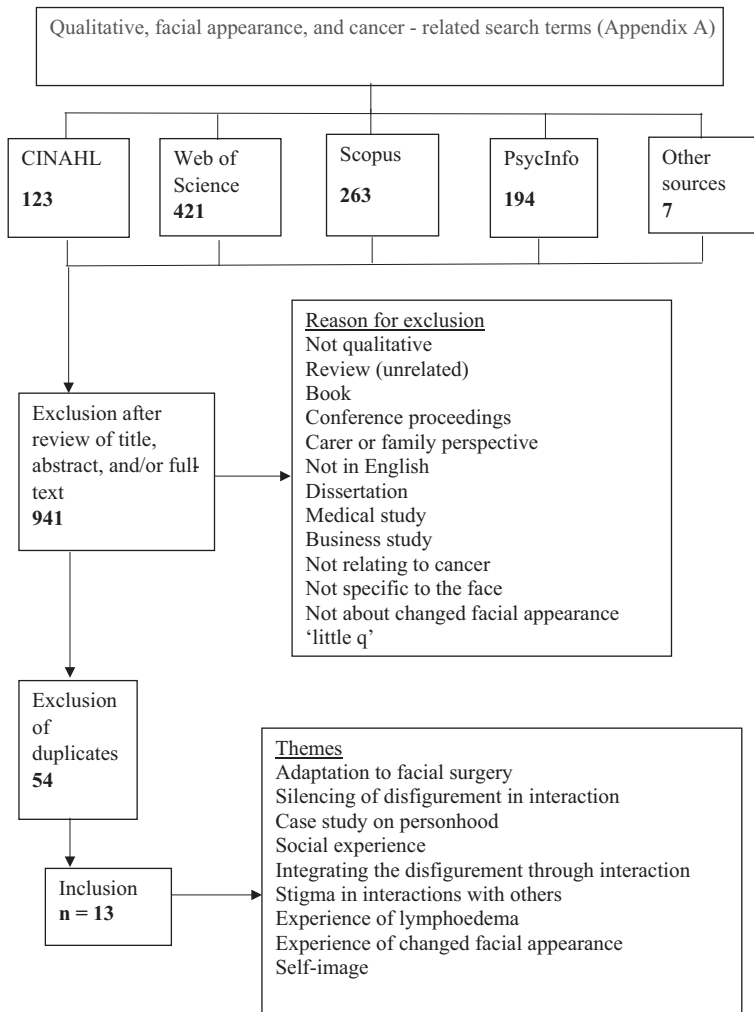 Qualitative, facial appearance, and cancer - related search terms (Appendix A)
CINAHL
123
Web of
Science
421
Scopus
263
PsycInfo
194
Other
sources
7
Exclusion after
review of title,
abstract, and/or full-
text
941
Reason for exclusion
Not qualitative
Review (unrelated)
Book
Conference proceedings
Carer or family perspective
Not in English
Dissertation
Medical study
Business study
Not relating to cancer
Not specific to the face
Not about changed facial appearance
‘little q’
Exclusion
of
duplicates
54
Inclusion
n = 13
Themes
Adaptation to facial surgery
Silencing of disfigurement in interaction
Case study on personhood
Social experience
Integrating the disfigurement through interaction
Stigma in interactions with others
Experience of lymphoedema
Experience of changed facial appearance
Self-image